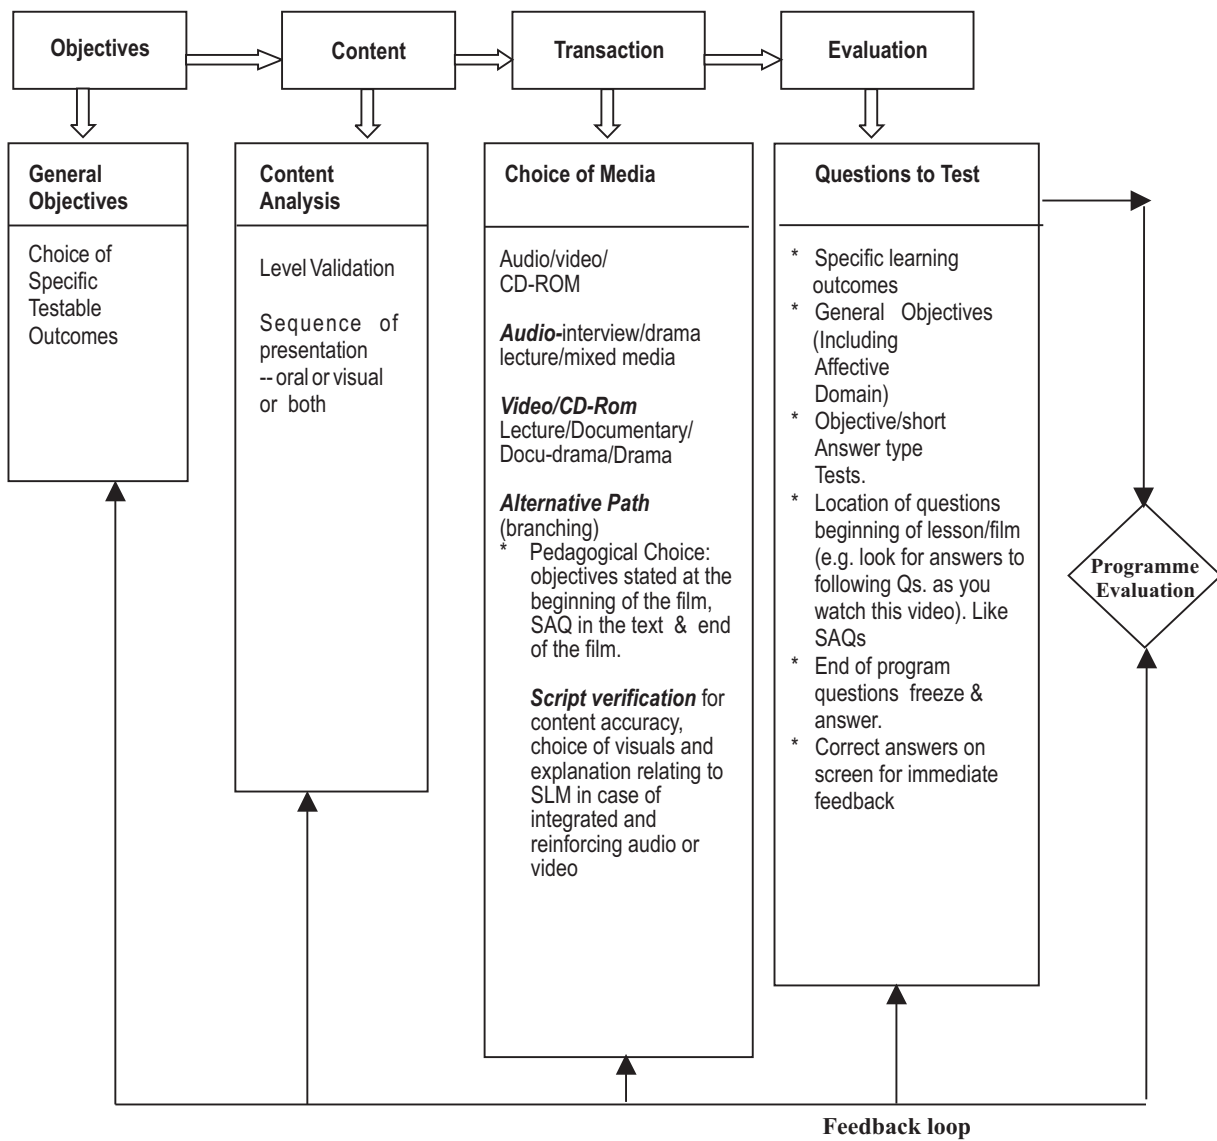 Objectives
Content
Transaction
Evaluation
General
Objectives
Choice of
Specific
Testable
Outcomes
Content
Analysis
Level Validation
Sequence of
presentation
-- oral or visual
or both
Choice of Media
Audio/video/
CD-ROM
Audio-interview/drama
lecture/mixed media
Video/CD-Rom
Lecture/Documentary/
Docu-drama/Drama
Alternative Path
(branching)
* Pedagogical Choice:
objectives stated at the
beginning of the film,
SAQ in the text & end
of the film.
Script verification for
content accuracy,
choice of visuals and
explanation relating to
SLM in case of
integrated and
reinforcing audio or
video
Questions to Test
* Specific learning
outcomes
* General Objectives
(Including
Affective
Domain)
* Objective/short
Answer type
Tests.
* Location of questions
beginning of lesson/film
(e.g. look for answers to
following Qs. as you
watch this video). Like
SAQs
* End of program
questions freeze &
answer.
* Correct answers on
screen for immediate
feedback
Programme
Evaluation
Feedback loop